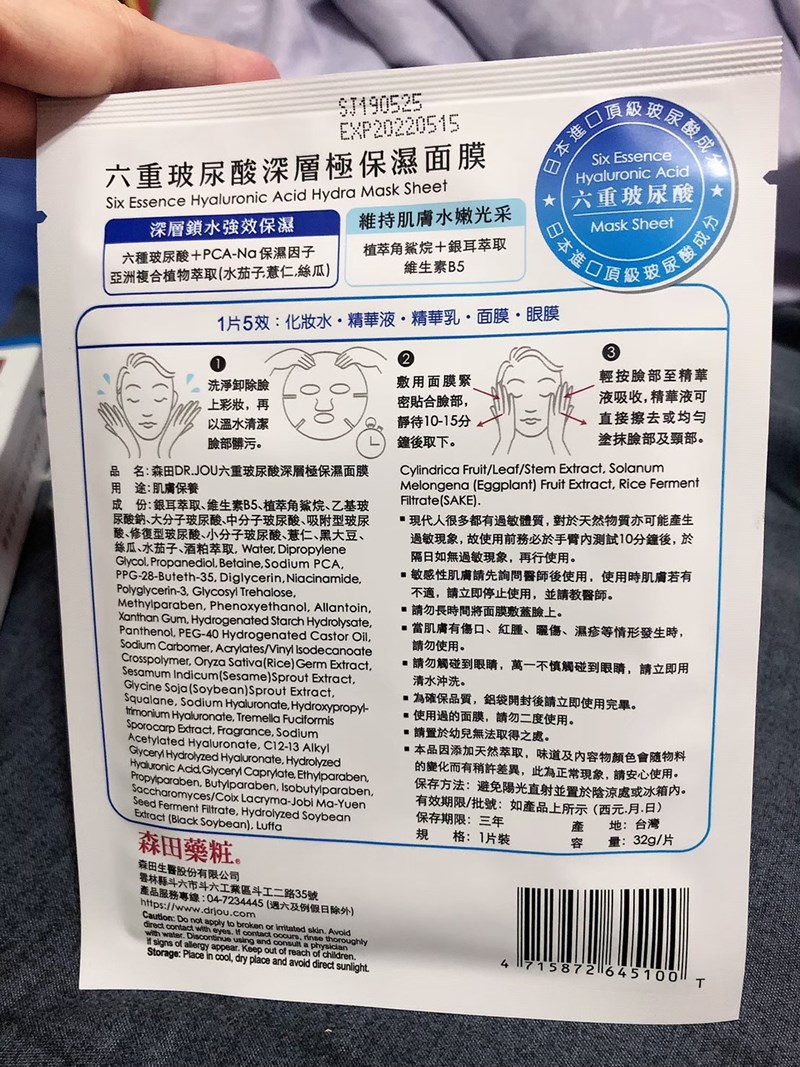 SJ190525
EXP20220515
六重玻尿酸深層極保濕面膜
Six Essence Hyaluronic Acid Hydra Mask Sheet
日本進口頂級玻尿酸成分
Six Essence
Hyaluronic Acid
六重玻尿酸
Mask Sheet
日本進口頂級玻尿酸成分
深層鎖水強效保濕
六種玻尿酸+PCA-Na保濕因子
亞洲複合植物萃取(水茄子.薏仁.絲瓜)
維持肌膚水嫩光采
植萃角鯊烷+銀耳萃取
維生素B5
1片5效：化妝水・精華液・精華乳・面膜・眼膜
1
洗淨卸除臉
上彩妝，再
以溫水清潔
臉部髒污。
2
敷用面膜緊
密貼合臉部，
靜待10-15分
鐘後取下。
3
輕按臉部至精華
液吸收，精華液可
直接擦去或均勻
塗抹臉部及頸部。
品　名：森田DR.JOU六重玻尿酸深層極保濕面膜
用　途：肌膚保養
成　份：銀耳萃取、維生素B5、植萃角鯊烷、乙基玻
尿酸鈉、大分子玻尿酸、中分子玻尿酸、吸附型玻尿
酸、修復型玻尿酸、小分子玻尿酸、薏仁、黑大豆、
絲瓜、水茄子、酒粕萃取, Water, Dipropylene
Glycol, Propanediol, Betaine, Sodium PCA,
PPG-28-Buteth-35, Diglycerin, Niacinamide,
Polyglycerin-3, Glycosyl Trehalose,
Methylparaben, Phenoxyethanol, Allantoin,
Xanthan Gum, Hydrogenated Starch Hydrolysate,
Panthenol, PEG-40 Hydrogenated Castor Oil,
Sodium Carbomer, Acrylates/Vinyl Isodecanoate
Crosspolymer, Oryza Sativa(Rice) Germ Extract,
Sesamum Indicum(Sesame)Sprout Extract,
Glycine Soja(Soybean)Sprout Extract,
Squalane, Sodium Hyaluronate, Hydroxypropyl-
trimonium Hyaluronate, Tremella Fuciformis
Sporocarp Extract, Fragrance, Sodium
Acetylated Hyaluronate, C12-13 Alkyl
Glyceryl Hydrolyzed Hyaluronate, Hydrolyzed
Hyaluronic Acid,Glyceryl Caprylate, Ethylparaben,
Propylparaben, Butylparaben, Isobutylparaben,
Saccharomyces/Coix Lacryma-Jobi Ma-Yuen
Seed Ferment Filtrate, Hydrolyzed Soybean
Extract (Black Soybean), Luffa
Cylindrica Fruit/Leaf/Stem Extract, Solanum
Melongena (Eggplant) Fruit Extract, Rice Ferment
Filtrate(SAKE).
▪ 現代人很多都有過敏體質，對於天然物質亦可能產生
過敏現象，故使用前務必於手臂內測試10分鐘後，於
隔日如無過敏現象，再行使用。
▪ 敏感性肌膚請先詢問醫師後使用，使用時肌膚若有
不適，請立即停止使用，並請教醫師。
▪ 請勿長時間將面膜敷蓋臉上。
▪ 當肌膚有傷口、紅腫、曬傷、濕疹等情形發生時，
請勿使用。
▪ 請勿觸碰到眼睛，萬一不慎觸碰到眼睛，請立即用
清水沖洗。
▪ 為確保品質，鋁袋開封後請立即使用完畢。
▪ 使用過的面膜，請勿二度使用。
▪ 請置於幼兒無法取得之處。
▪ 本品因添加天然萃取，味道及內容物顏色會隨物料
的變化而有稍許差異，此為正常現象，請安心使用。
保存方法：避免陽光直射並置於陰涼處或冰箱內。
有效期限/批號：如產品上所示（西元.月.日）
保存期限：三年　產　地：台灣
規　格：1片裝　容　量：32g/片
森田藥粧®
森田生醫股份有限公司
雲林縣斗六市斗六工業區斗工二路35號
產品服務專線：04-7234445 (週六及例假日除外)
https://www.drjou.com
Caution: Do not apply to broken or irritated skin. Avoid
direct contact with eyes. If contact occurs, rinse thoroughly
with water. Discontinue using and consult a physician
if signs of allergy appear. Keep out of reach of children.
Storage: Place in cool, dry place and avoid direct sunlight.
4 715872 645100 T